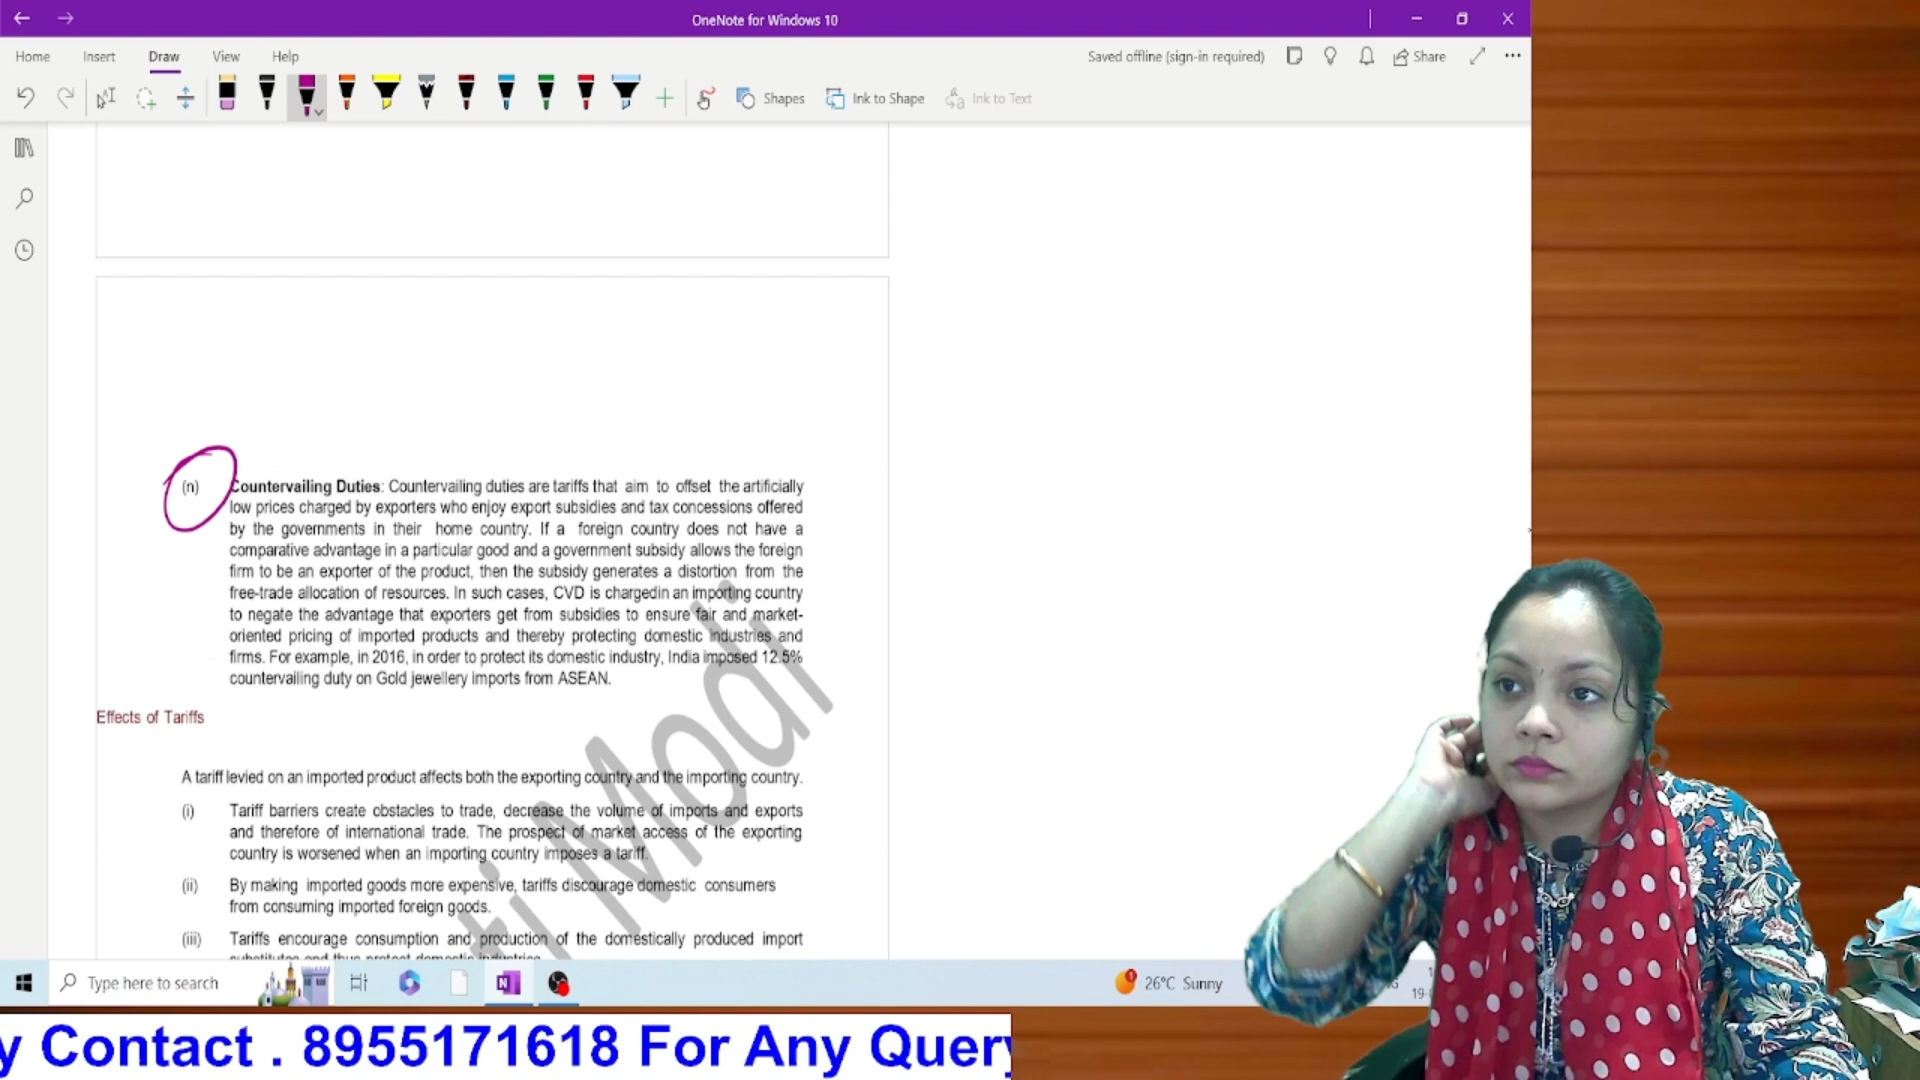 OneNote for Windows 10
Home Insert Draw View Help
Saved offline (sign-in required) Share
Shapes Ink to Shape Ink to Text
(n) Countervailing Duties: Countervailing duties are tariffs that aim to offset the artificially
low prices charged by exporters who enjoy export subsidies and tax concessions offered
by the governments in their home country. If a foreign country does not have a
comparative advantage in a particular good and a government subsidy allows the foreign
firm to be an exporter of the product, then the subsidy generates a distortion from the
free-trade allocation of resources. In such cases, CVD is chargedin an importing country
to negate the advantage that exporters get from subsidies to ensure fair and market-
oriented pricing of imported products and thereby protecting domestic industries and
firms. For example, in 2016, in order to protect its domestic industry, India imposed 12.5%
countervailing duty on Gold jewellery imports from ASEAN.
Effects of Tariffs
A tariff levied on an imported product affects both the exporting country and the importing country.
(i) Tariff barriers create obstacles to trade, decrease the volume of imports and exports
and therefore of international trade. The prospect of market access of the exporting
country is worsened when an importing country imposes a tariff.
(ii) By making imported goods more expensive, tariffs discourage domestic consumers
from consuming imported foreign goods.
(iii) Tariffs encourage consumption and production of the domestically produced import
substitutes and thus protect domestic industries.
ti Modi
Type here to search
26°C Sunny
y Contact . 8955171618 For Any Query